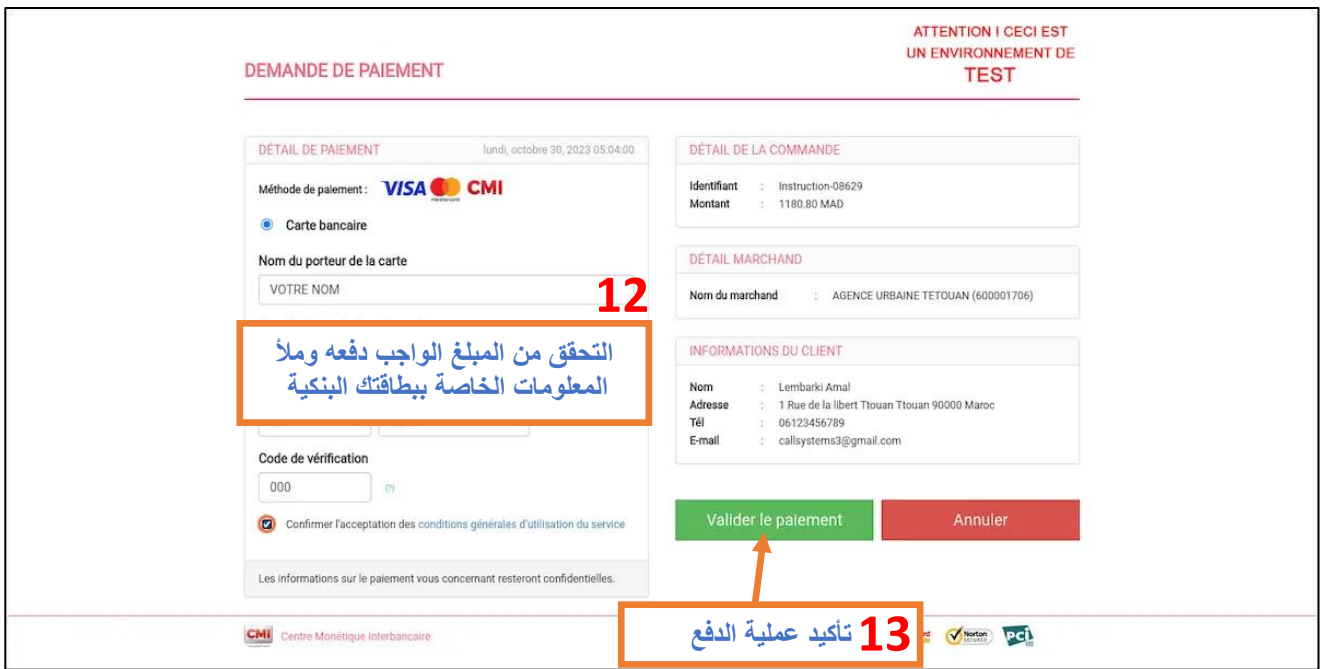 ATTENTION ! CECI EST
UN ENVIRONNEMENT DE
TEST
DEMANDE DE PAIEMENT
DÉTAIL DE PAIEMENT lundi, octobre 30, 2023 05:04:00
Méthode de paiement : VISA mastercard CMI
Carte bancaire
Nom du porteur de la carte
VOTRE NOM
12
التحقق من المبلغ الواجب دفعه وملأ
المعلومات الخاصة ببطاقتك البنكية
Code de vérification
000 (?)
Confirmer l'acceptation des conditions générales d'utilisation du service
Les informations sur le paiement vous concernant resteront confidentielles.
DÉTAIL DE LA COMMANDE
Identifiant : Instruction-08629
Montant : 1180.80 MAD
DÉTAIL MARCHAND
Nom du marchand : AGENCE URBAINE TETOUAN (600001706)
INFORMATIONS DU CLIENT
Nom : Lembarki Amal
Adresse : 1 Rue de la libert Ttouan Ttouan 90000 Maroc
Tél : 06123456789
E-mail : callsystems3@gmail.com
Valider le paiement Annuler
13 تأكيد عملية الدفع
CMI Centre Monétique Interbancaire
Norton SECURED PCI